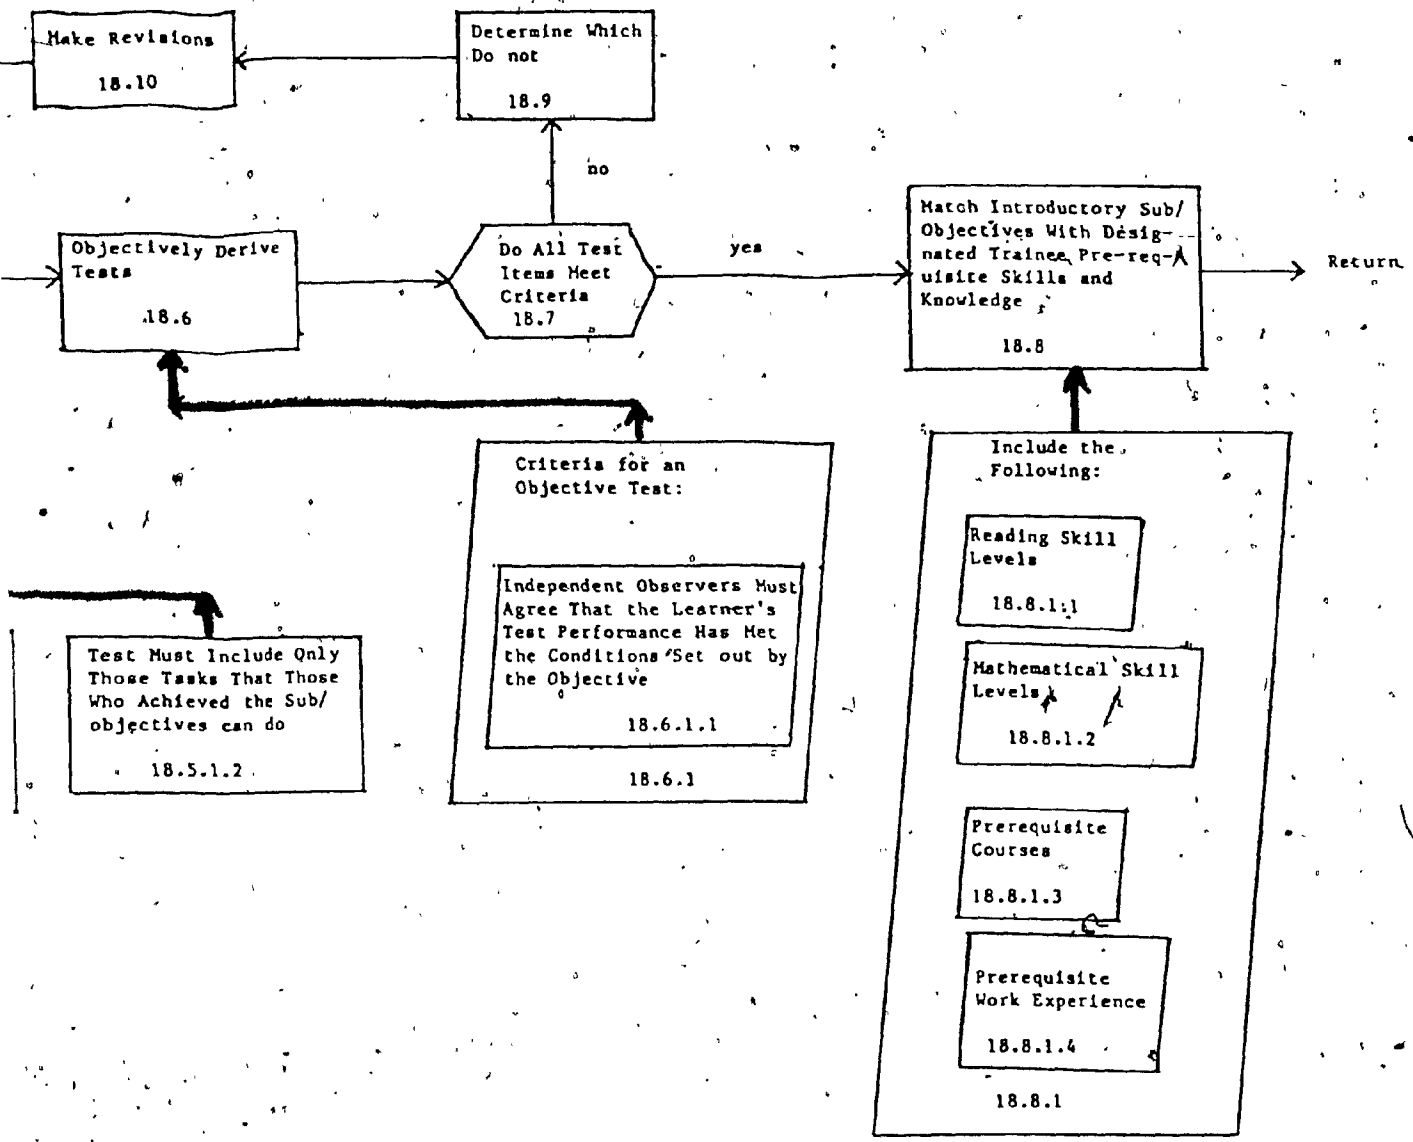 Make Revisions
18.10
Determine Which
Do not
18.9
no
Objectively Derive
Tests
18.6
Do All Test
Items Meet
Criteria
18.7
yes
Match Introductory Sub/
Objectives With Desig-
nated Trainee Pre-req-
uisite Skills and
Knowledge
18.8
Return
Test Must Include Only
Those Tasks That Those
Who Achieved the Sub/
objectives can do
18.5.1.2
Criteria for an
Objective Test:
Independent Observers Must
Agree That the Learner's
Test Performance Has Met
the Conditions Set out by
the Objective
18.6.1.1
18.6.1
Include the
Following:
Reading Skill
Levels
18.8.1.1
Mathematical Skill
Levels
18.8.1.2
Prerequisite
Courses
18.8.1.3
Prerequisite
Work Experience
18.8.1.4
18.8.1